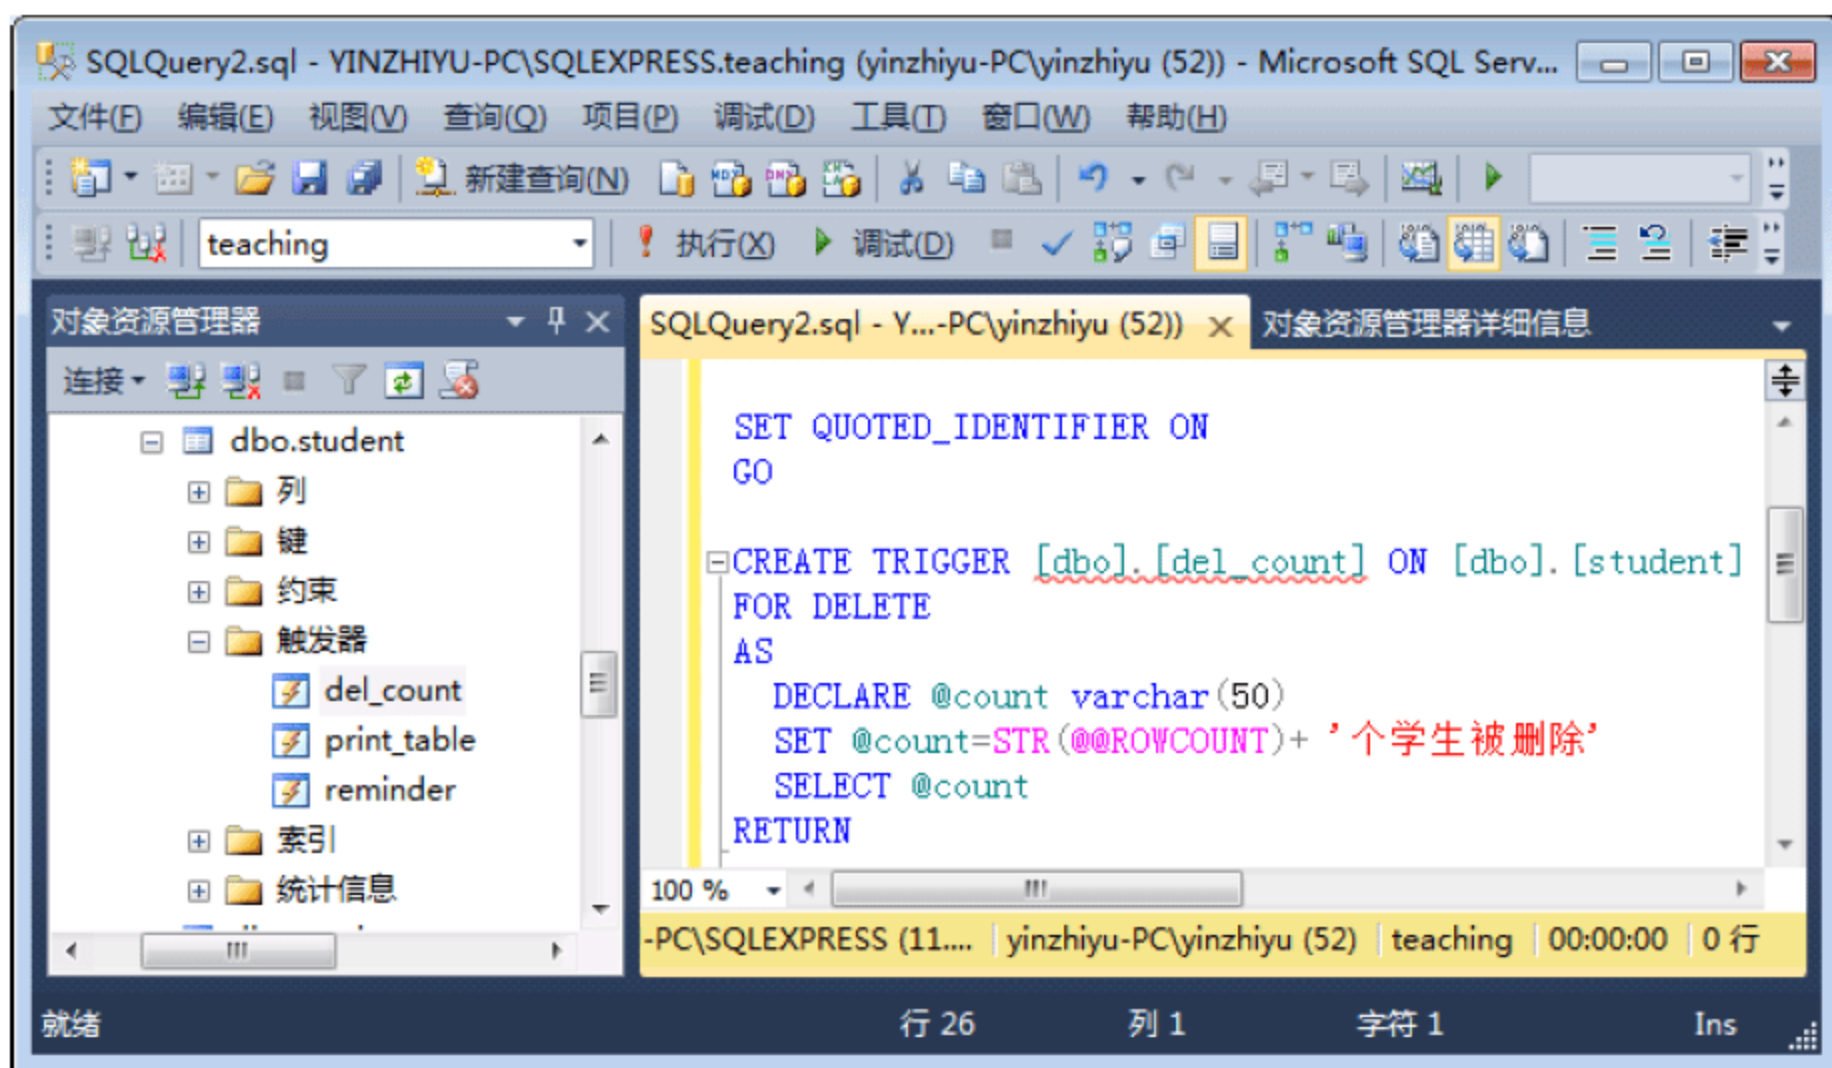 SQLQuery2.sql - YINZHIYU-PC\SQLEXPRESS.teaching (yinzhiyu-PC\yinzhiyu (52)) - Microsoft SQL Serv...
文件(F) 编辑(E) 视图(V) 查询(Q) 项目(P) 调试(D) 工具(T) 窗口(W) 帮助(H)
新建查询(N)
teaching 执行(X) 调试(D)
对象资源管理器
连接
dbo.student
列
键
约束
触发器
del_count
print_table
reminder
索引
统计信息
SQLQuery2.sql - Y...-PC\yinzhiyu (52)) 对象资源管理器详细信息
SET QUOTED_IDENTIFIER ON
GO
CREATE TRIGGER [dbo].[del_count] ON [dbo].[student]
FOR DELETE
AS
DECLARE @count varchar(50)
SET @count=STR(@@ROWCOUNT)+ '个学生被删除'
SELECT @count
RETURN
100 %
-PC\SQLEXPRESS (11.... yinzhiyu-PC\yinzhiyu (52) teaching 00:00:00 0 行
就绪 行 26 列 1 字符 1 Ins